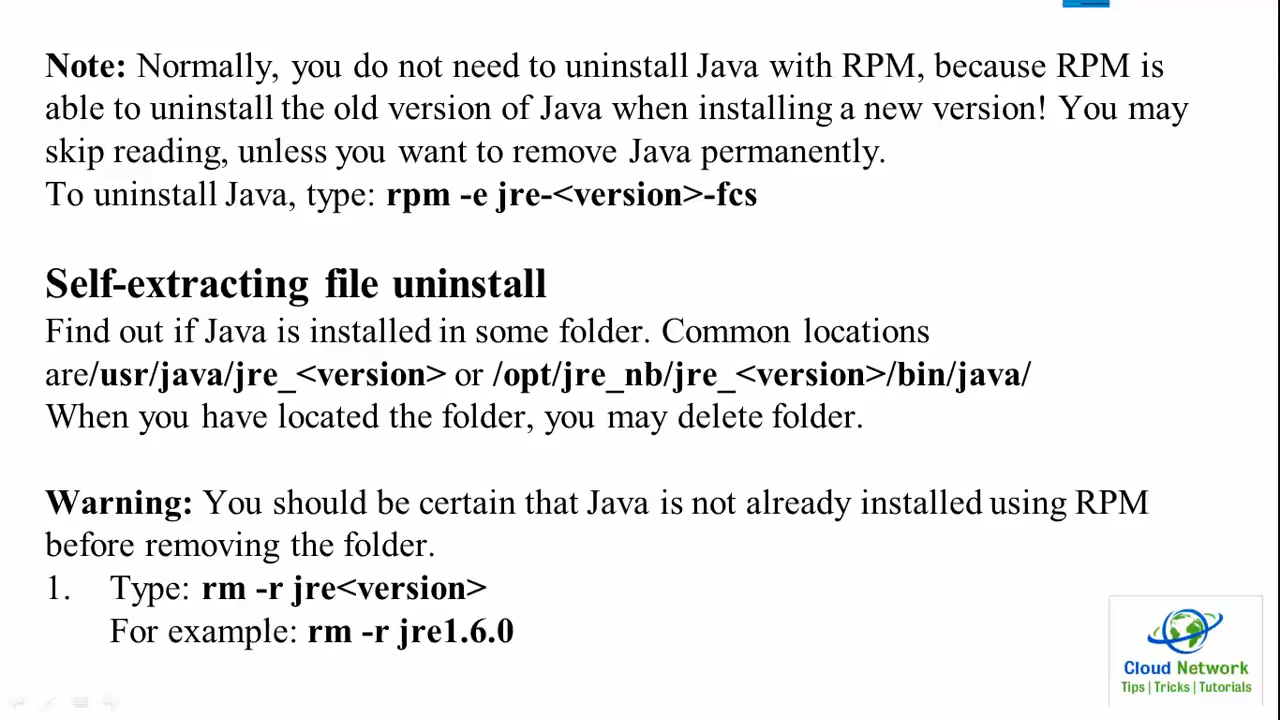 Note: Normally, you do not need to uninstall Java with RPM, because RPM is
able to uninstall the old version of Java when installing a new version! You may
skip reading, unless you want to remove Java permanently.
To uninstall Java, type: rpm -e jre-<version>-fcs
Self-extracting file uninstall
Find out if Java is installed in some folder. Common locations
are/usr/java/jre_<version> or /opt/jre_nb/jre_<version>/bin/java/
When you have located the folder, you may delete folder.
Warning: You should be certain that Java is not already installed using RPM
before removing the folder.
1. Type: rm -r jre<version>
For example: rm -r jre1.6.0
Cloud Network
Tips | Tricks | Tutorials